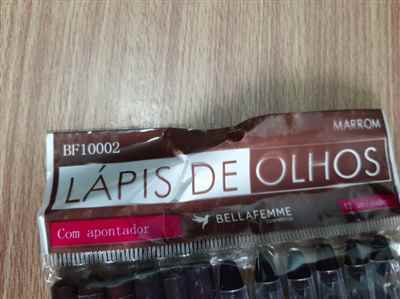 MARROM
BF10002
LÁPIS DE OLHOS
Com apontador
BELLAFEMME